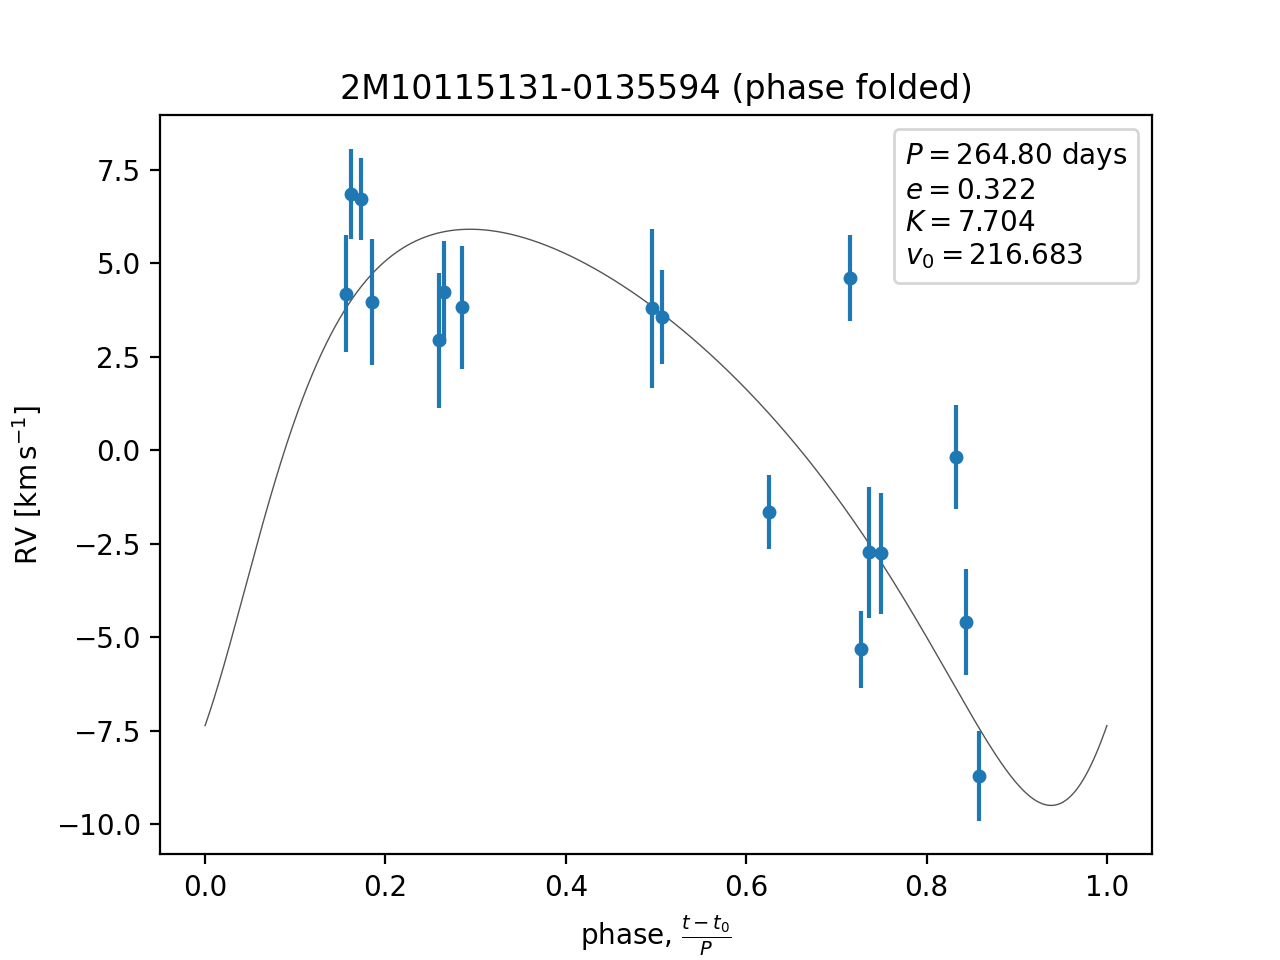 2M10115131-0135594 (phase folded)
P = 264.80 days
e = 0.322
K = 7.704
v₀ = 216.683
RV [km s⁻¹]
7.5
5.0
2.5
0.0
−2.5
−5.0
−7.5
−10.0
0.0 0.2 0.4 0.6 0.8 1.0
phase, (t − t₀)/P